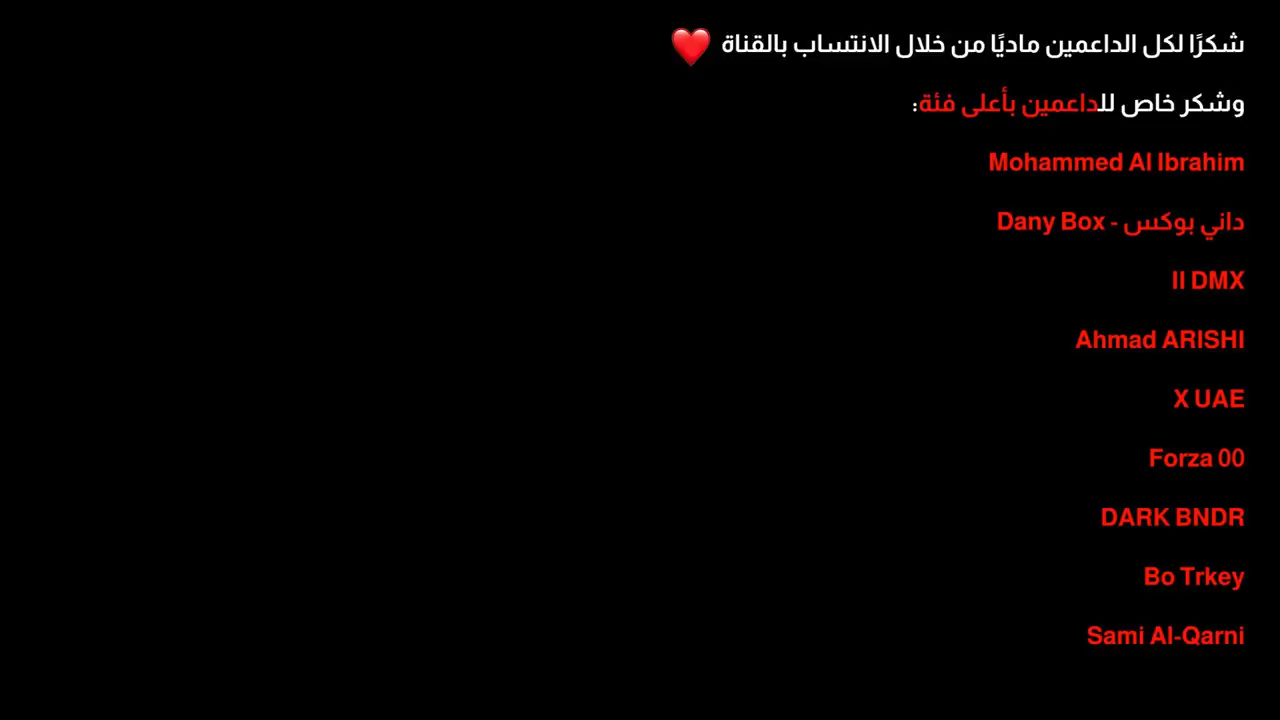 شكرًا لكل الداعمين ماديًا من خلال الانتساب بالقناة ❤️
وشكر خاص للداعمين بأعلى فئة:
Mohammed Al Ibrahim
داني بوكس - Dany Box
II DMX
Ahmad ARISHI
X UAE
Forza 00
DARK BNDR
Bo Trkey
Sami Al-Qarni